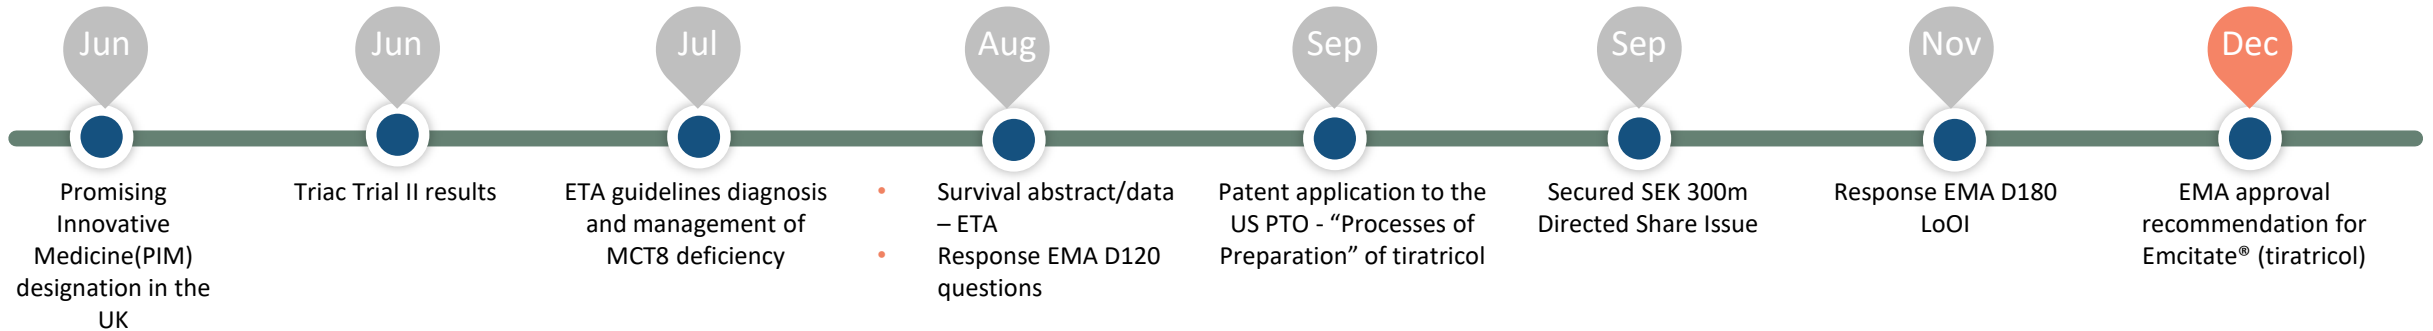 Jun
Jun
Jul
Aug
Sep
Sep
Nov
Dec
Promising
Innovative
Medicine(PIM)
designation in the
UK
Triac Trial II results
ETA guidelines diagnosis
and management of
MCT8 deficiency
• Survival abstract/data
– ETA
• Response EMA D120
questions
Patent application to the
US PTO - “Processes of
Preparation” of tiratricol
Secured SEK 300m
Directed Share Issue
Response EMA D180
LoOI
EMA approval
recommendation for
Emcitate® (tiratricol)